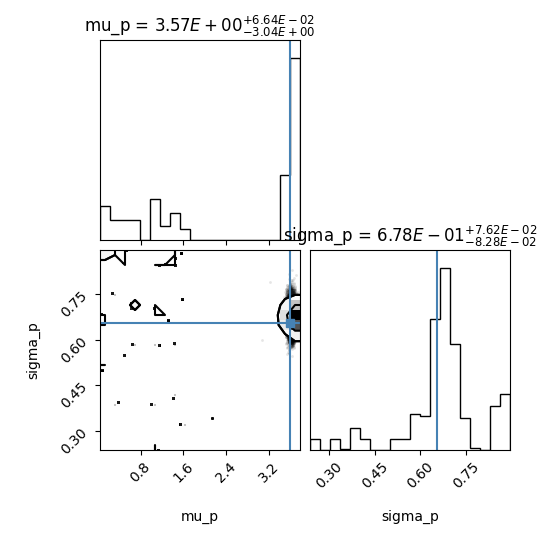 mu_p = 3.57E + 00+6.64E − 02 −3.04E + 00
sigma_p = 6.78E − 01+7.62E − 02 −8.28E − 02
sigma_p
0.75
0.60
0.45
0.30
0.8 1.6 2.4 3.2
0.30 0.45 0.60 0.75
mu_p
sigma_p